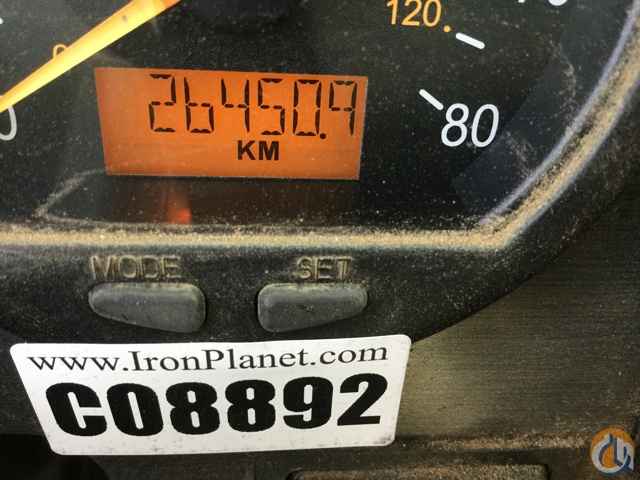 120.
26450.9
KM
80
MODE
SET
www.IronPlanet.com
C08892